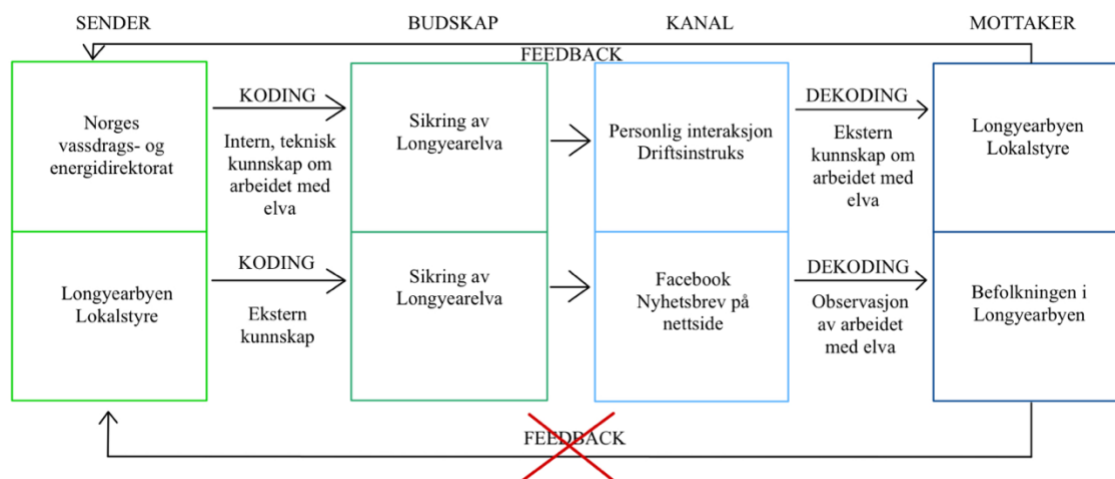 SENDER
BUDSKAP
KANAL
MOTTAKER
FEEDBACK
Norges
vassdrags- og
energidirektorat
KODING
Intern, teknisk
kunnskap om
arbeidet med
elva
Sikring av
Longyearelva
Personlig interaksjon
Driftsinstruks
DEKODING
Ekstern
kunnskap om
arbeidet med
elva
Longyearbyen
Lokalstyre
Longyearbyen
Lokalstyre
KODING
Ekstern
kunnskap
Sikring av
Longyearelva
Facebook
Nyhetsbrev på
nettside
DEKODING
Observasjon
av arbeidet
med elva
Befolkningen i
Longyearbyen
FEEDBACK